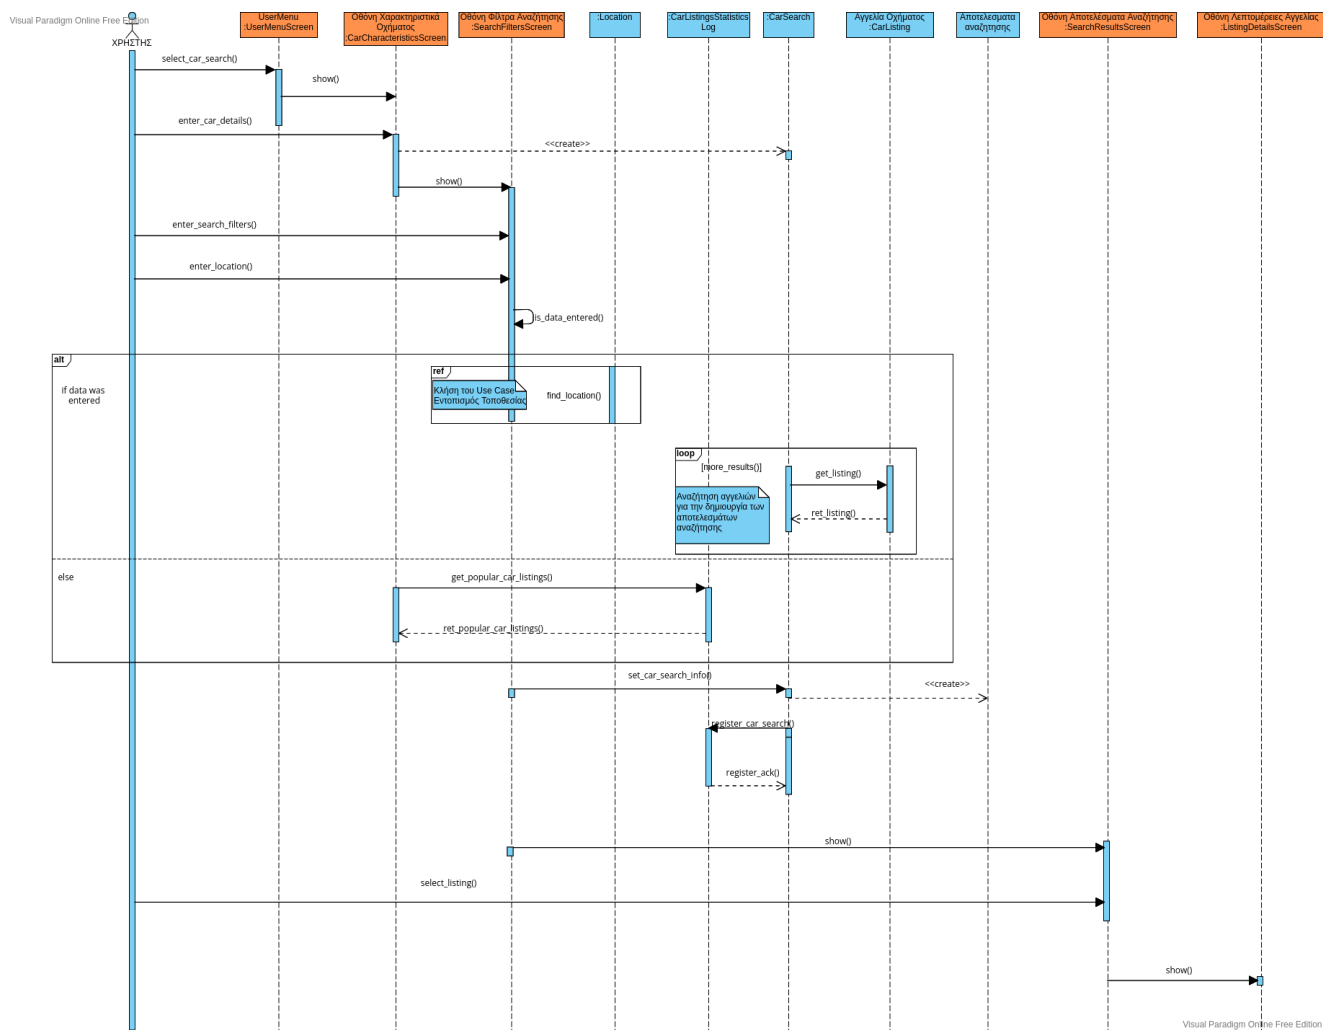 Visual Paradigm Online Free Edition
ΧΡΗΣΤΗΣ
UserMenu
:UserMenuScreen
Οθόνη Χαρακτηριστικά
Οχήματος
:CarCharacteristicsScreen
Οθόνη Φίλτρα Αναζήτησης
:SearchFiltersScreen
:Location
:CarListingsStatistics
Log
:CarSearch
Αγγελία Οχήματος
:CarListing
Αποτελεσματα
αναζητησης
Οθόνη Αποτελέσματα Αναζήτησης
:SearchResultsScreen
Οθόνη Λεπτομέρειες Αγγελίας
:ListingDetailsScreen
select_car_search()
show()
enter_car_details()
<<create>>
show()
enter_search_filters()
enter_location()
is_data_entered()
alt
if data was
entered
ref
Κλήση του Use Case
Εντοπισμός Τοποθεσίας
find_location()
loop
[more_results()]
get_listing()
Αναζήτηση αγγελιών
για την δημιουργία των
αποτελεσμάτων
αναζήτησης
ret_listing()
else
get_popular_car_listings()
ret_popular_car_listings()
set_car_search_info()
<<create>>
register_car_search()
register_ack()
show()
select_listing()
show()
Visual Paradigm Online Free Edition